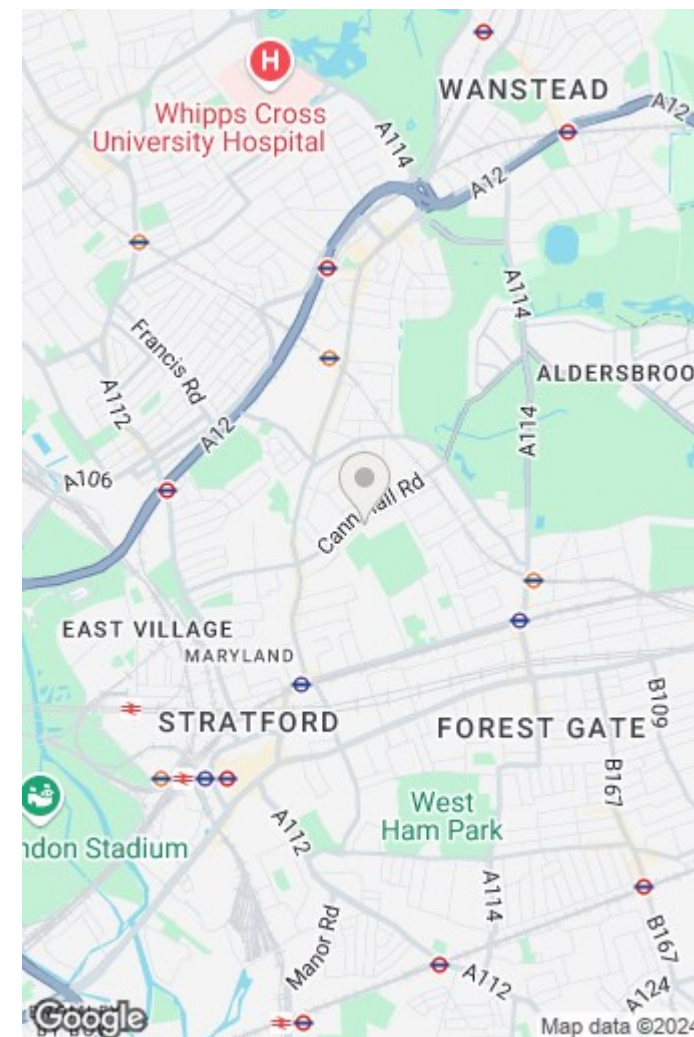 H
WANSTEAD
Whipps Cross
University Hospital
A114
A12
A12
A114
Francis Rd
ALDERSBROO
A112
A12
A114
A106
Cann Hall Rd
EAST VILLAGE
MARYLAND
STRATFORD
FOREST GATE
B109
B167
West
Ham Park
ndon Stadium
A112
A114
Manor Rd
B167
A112
A124
Google
Map data ©2024